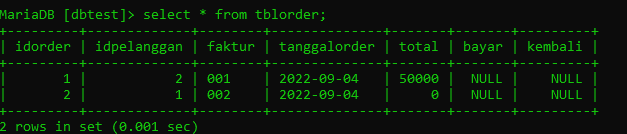 MariaDB [dbtest]> select * from tblorder;
+---------+-------------+--------+--------------+-------+-------+---------+
| idorder | idpelanggan | faktur | tanggalorder | total | bayar | kembali |
+---------+-------------+--------+--------------+-------+-------+---------+
|       1 |           2 | 001    | 2022-09-04   | 50000 |  NULL |    NULL |
|       2 |           1 | 002    | 2022-09-04   |     0 |  NULL |    NULL |
+---------+-------------+--------+--------------+-------+-------+---------+
2 rows in set (0.001 sec)